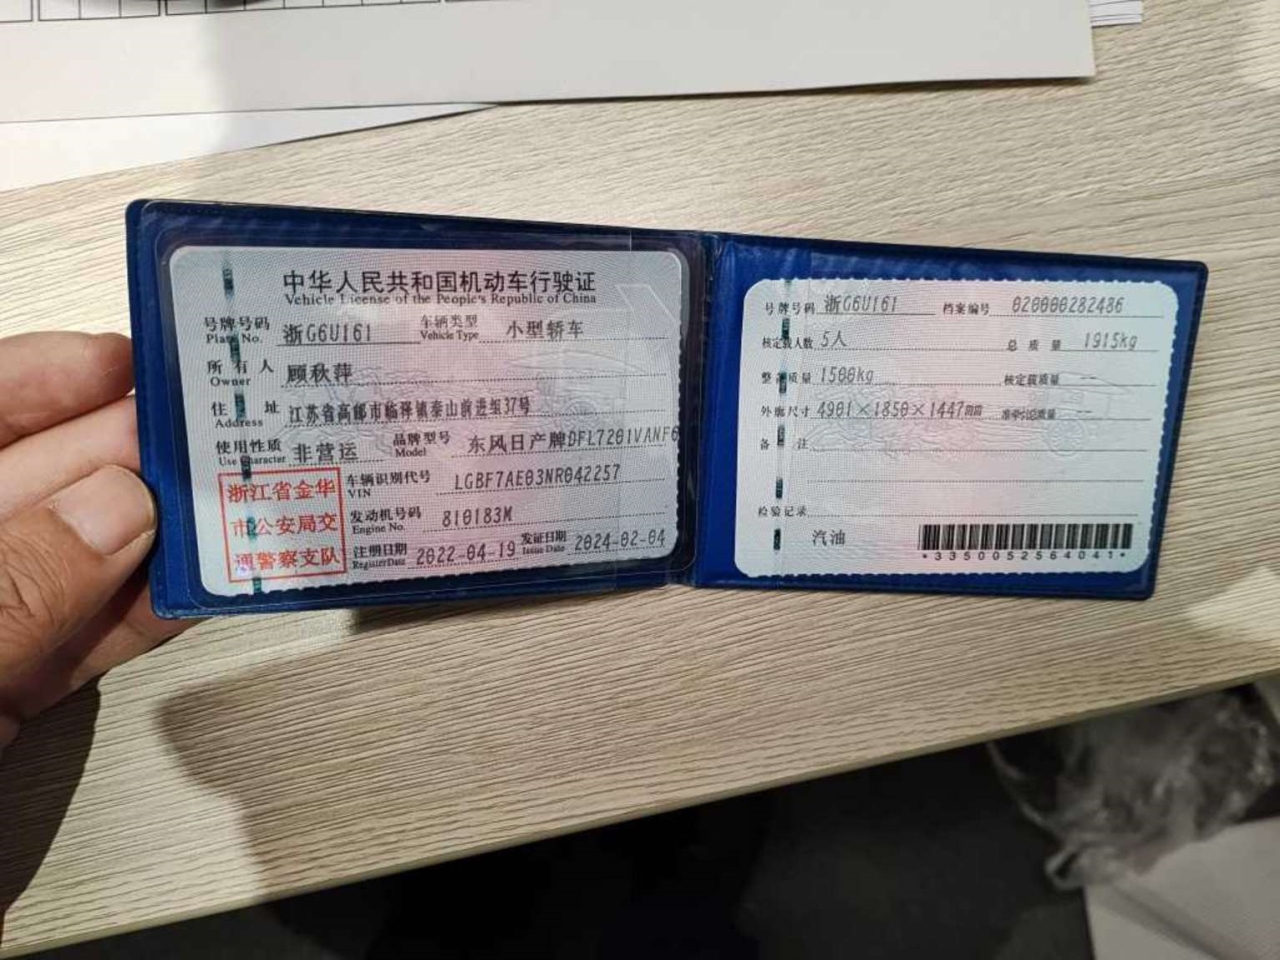 中华人民共和国机动车行驶证
Vehicle License of the People's Republic of China
号牌号码 浙G6U161 车辆类型 小型轿车
Plate No. Vehicle Type
所有人 顾秋萍
Owner
住址 江苏省高邮市临泽镇泰山前进组37号
Address
使用性质 非营运 品牌型号 东风日产牌DFL7201VANF6
Use Character Model
浙江省金华
市公安局交
通警察支队
车辆识别代号 LGBF7AE03NR042257
VIN
发动机号码 810183M
Engine No.
注册日期 2022-04-19 发证日期 2024-02-04
Register Date Issue Date
号牌号码 浙G6U161 档案编号 020000282486
核定载人数 5人 总质量 1915kg
整备质量 1500kg 核定载质量 --
外廓尺寸 4901×1850×1447mm 准牵引总质量 --
备注
检验记录
汽油
*3350052564041*